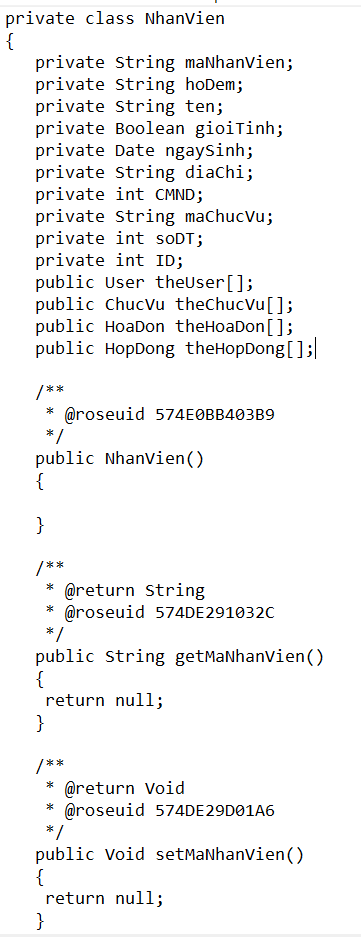 private class NhanVien
{
private String maNhanVien;
private String hoDem;
private String ten;
private Boolean gioiTinh;
private Date ngaySinh;
private String diaChi;
private int CMND;
private String maChucVu;
private int soDT;
private int ID;
public User theUser[];
public ChucVu theChucVu[];
public HoaDon theHoaDon[];
public HopDong theHopDong[];
/**
* @roseuid 574E0BB403B9
*/
public NhanVien()
{
}
/**
* @return String
* @roseuid 574DE291032C
*/
public String getMaNhanVien()
{
return null;
}
/**
* @return Void
* @roseuid 574DE29D01A6
*/
public Void setMaNhanVien()
{
return null;
}